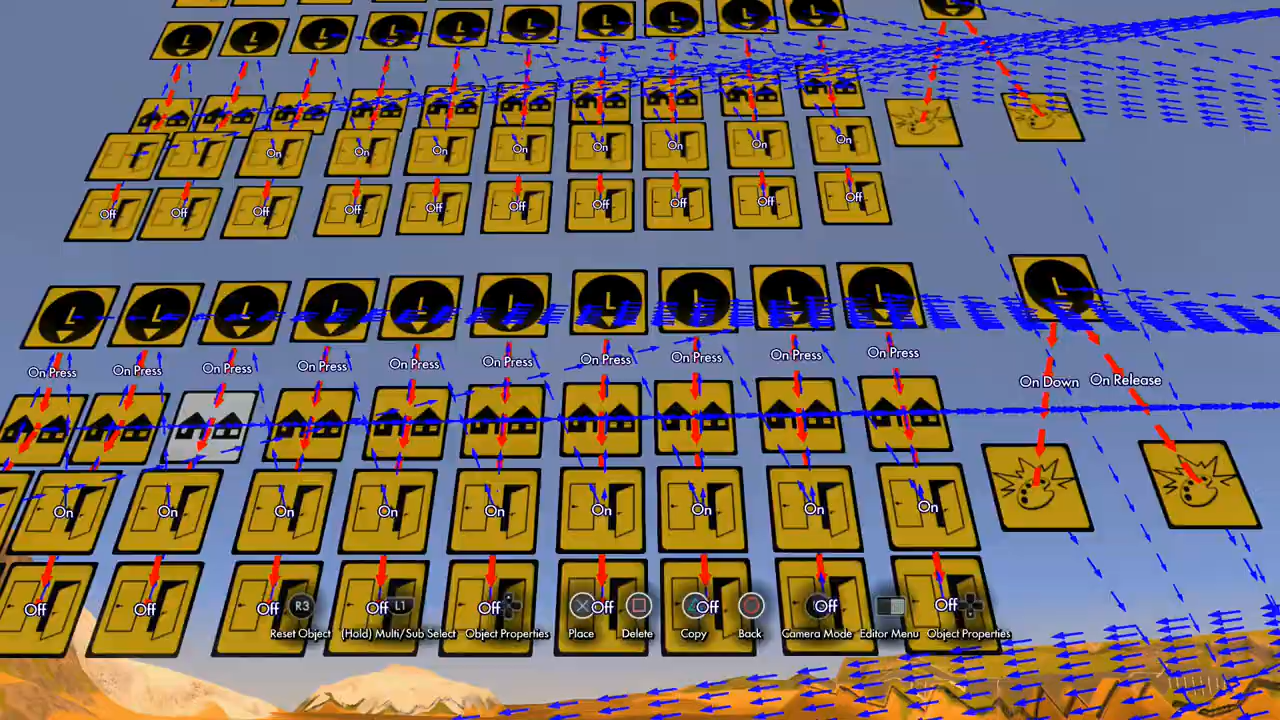 L L L L L L L L L L
On On On On On On On On
Off Off Off Off Off Off Off Off Off Off
L L L L L L L L L L L
On Press On Press On Press On Press On Press On Press On Press On Press On Press On Press
On Down On Release
On On On On On On On On On
Off Off Off Off Off Off Off Off Off
R3 L1
Reset Object (Hold) Multi/Sub Select Object Properties Place Delete Copy Back Camera Mode Editor Menu Object Properties